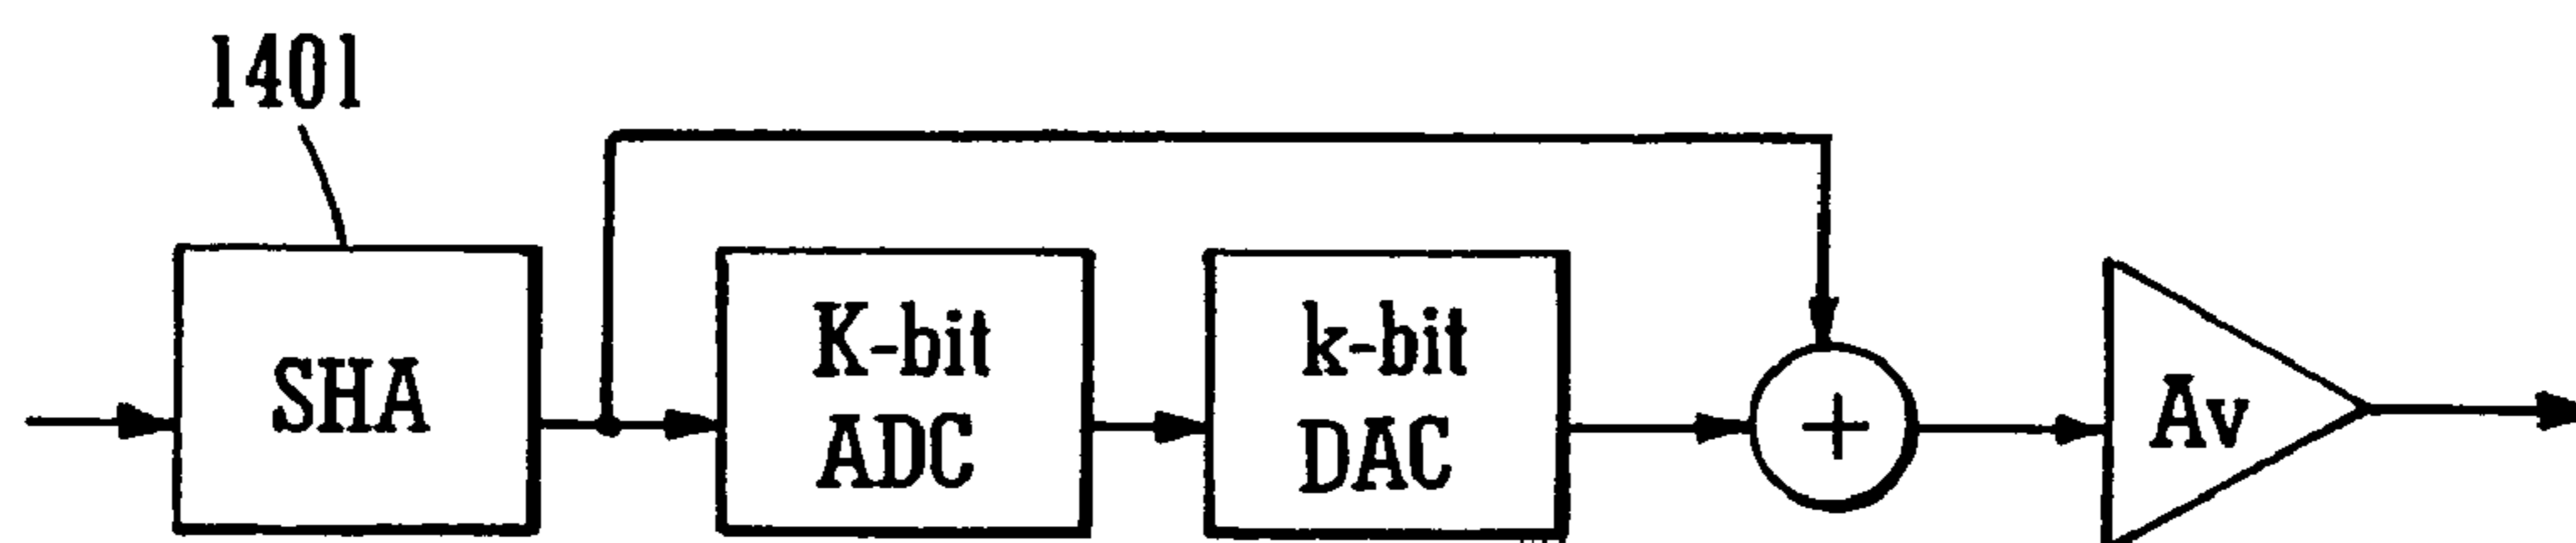 1401
SHA
K-bit
ADC
k-bit
DAC
+
Av